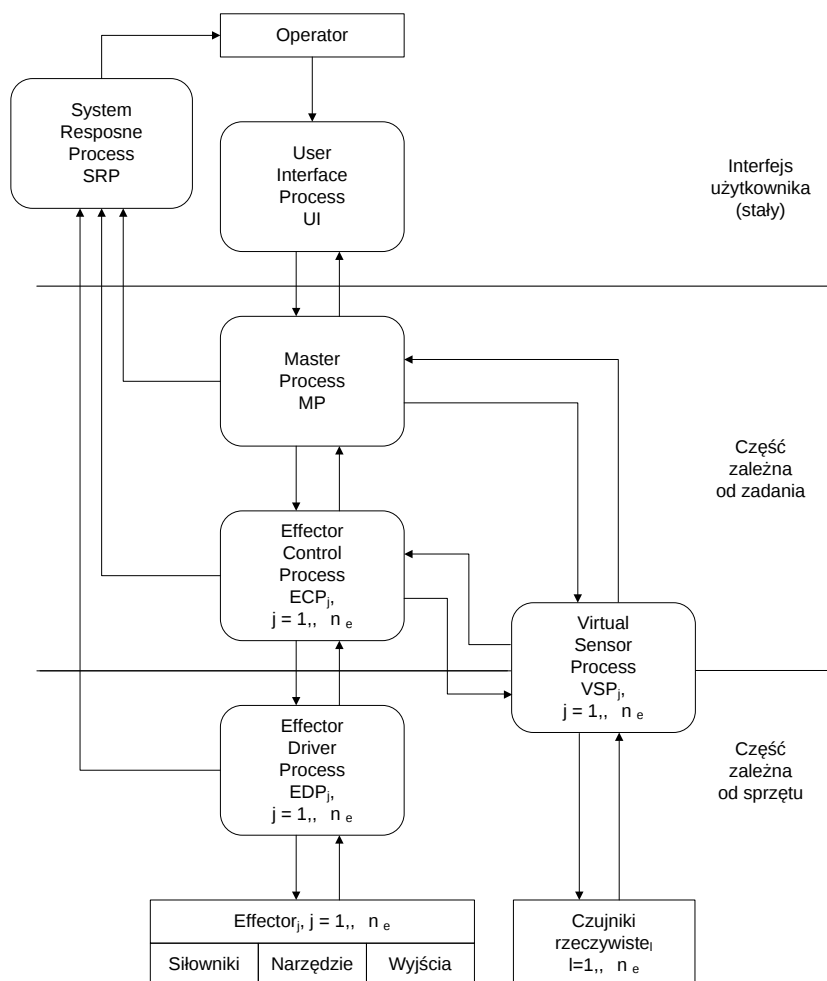 Operator
System
Resposne
Process
SRP
User
Interface
Process
UI
Interfejs
użytkownika
(stały)
Master
Process
MP
Część
zależna
od zadania
Effector
Control
Process
ECPj,
j = 1,, n e
Virtual
Sensor
Process
VSPj,
j = 1,, n e
Effector
Driver
Process
EDPj,
j = 1,, n e
Część
zależna
od sprzętu
Effectorj, j = 1,, n e
Siłowniki
Narzędzie
Wyjścia
Czujniki
rzeczywistel
l=1,, n e